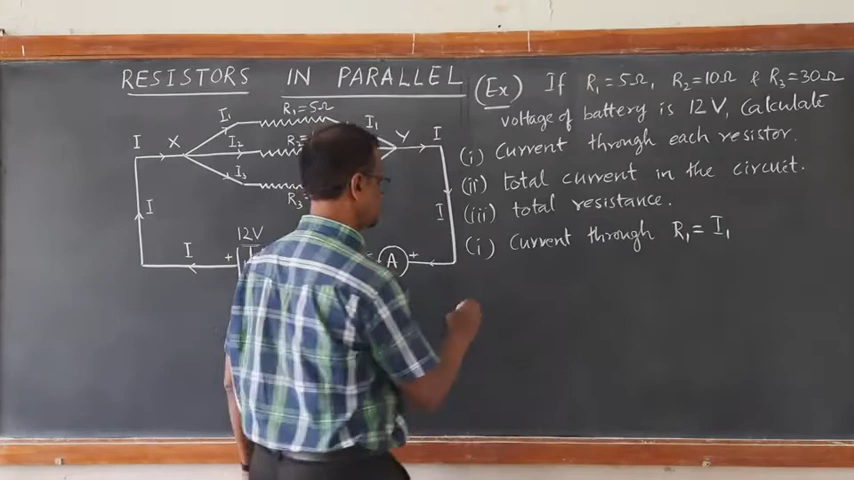 RESISTORS IN PARALLEL
R₁=5Ω
I₁ I₁
I X I₂ R₂= Y I
I₃
R₃
I I
12V
I + A +
(Ex) If R₁=5Ω, R₂=10Ω & R₃=30Ω
voltage of battery is 12V, Calculate
(i) Current through each resistor.
(ii) total current in the circuit.
(iii) total resistance.
(i) Current through R₁ = I₁